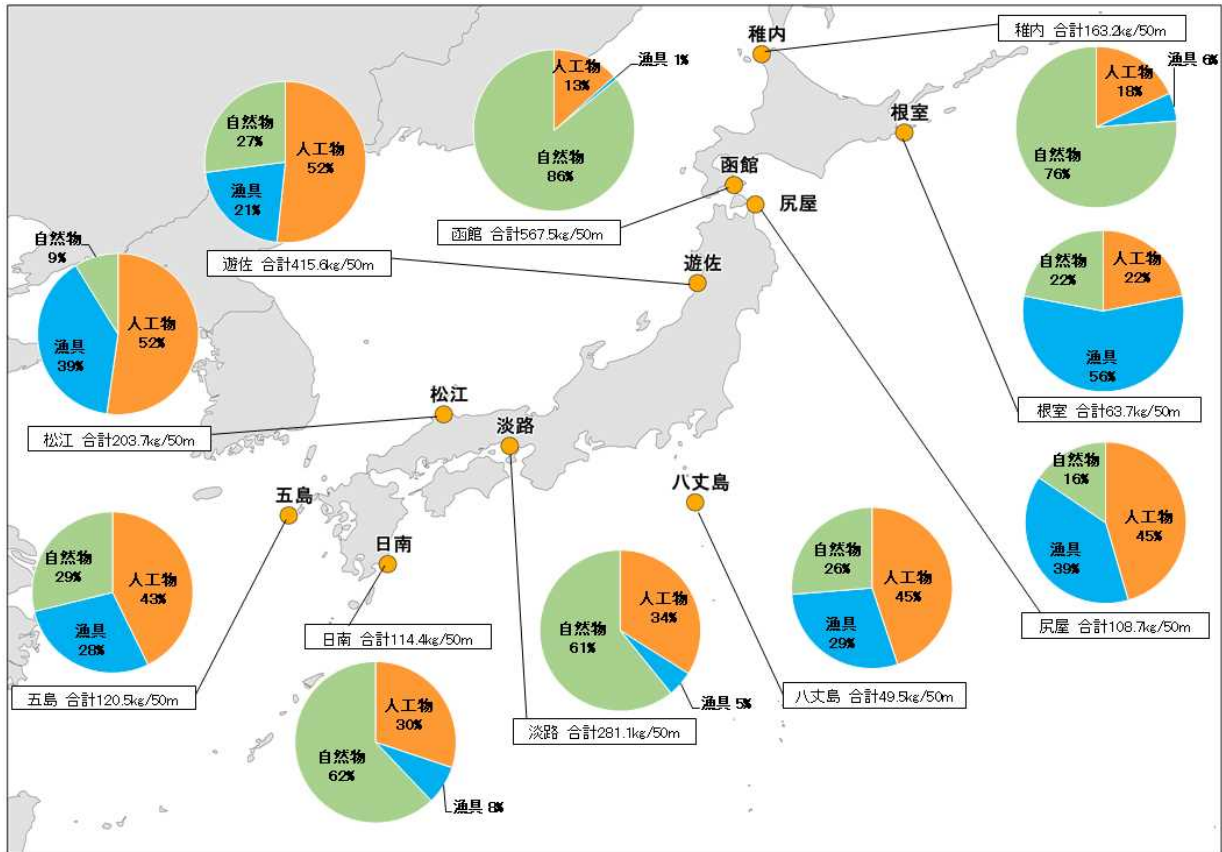 稚内
稚内 合計163.2kg/50m
人工物
18%
漁具 6%
自然物
76%
人工物
13%
漁具 1%
自然物
86%
函館 合計567.5kg/50m
自然物
27%
人工物
52%
漁具
21%
遊佐 合計415.6kg/50m
根室
函館
尻屋
遊佐
自然物
22%
人工物
22%
漁具
56%
根室 合計63.7kg/50m
自然物
9%
人工物
52%
漁具
39%
松江 合計203.7kg/50m
松江
淡路
八丈島
五島
日南
自然物
16%
人工物
45%
漁具
39%
尻屋 合計108.7kg/50m
自然物
29%
人工物
43%
漁具
28%
五島 合計120.5kg/50m
日南 合計114.4kg/50m
人工物
30%
自然物
62%
漁具 8%
人工物
34%
自然物
61%
漁具 5%
淡路 合計281.1kg/50m
自然物
26%
人工物
45%
漁具
29%
八丈島 合計49.5kg/50m